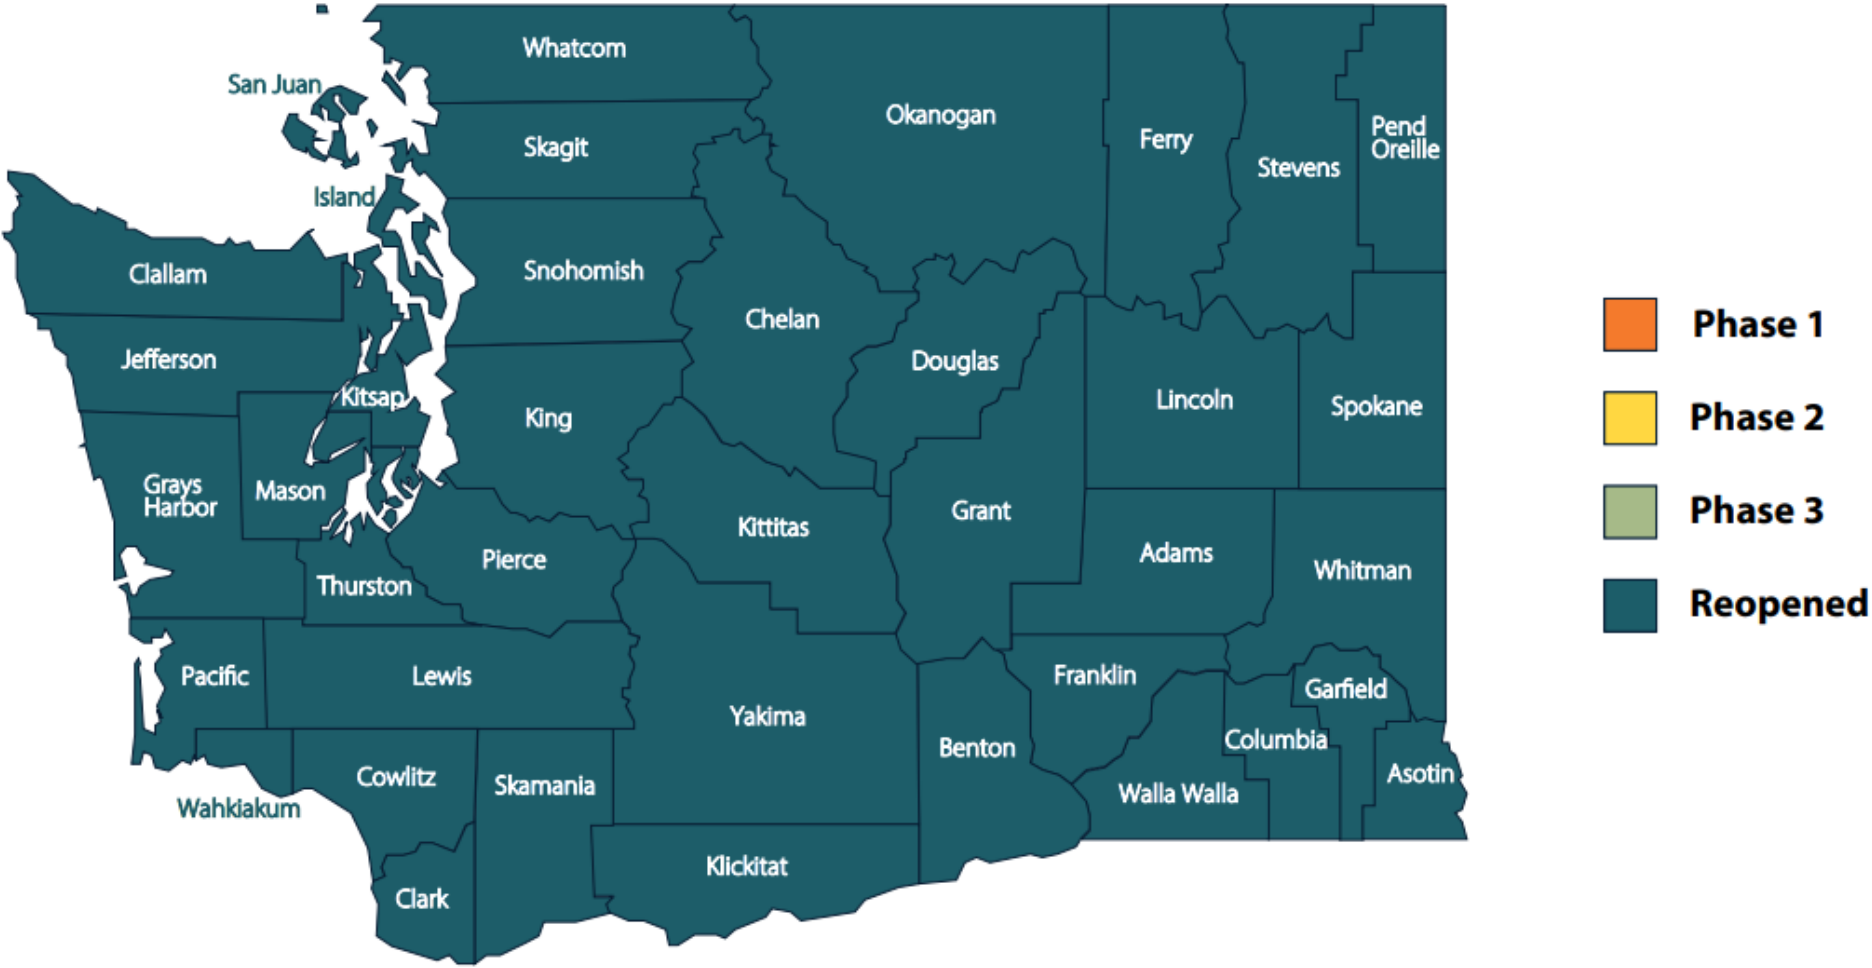 Whatcom
San Juan
Okanogan
Pend
Oreille
Ferry
Skagit
Stevens
Island
Clallam
Snohomish
Chelan
Phase 1
Jefferson
Douglas
Kitsap
Lincoln
Spokane
King
Phase 2
Grays
Harbor
Mason
Grant
Phase 3
Kittitas
Adams
Pierce
Whitman
Thurston
Reopened
Pacific
Lewis
Franklin
Garfield
Yakima
Columbia
Benton
Asotin
Cowlitz
Skamania
Walla Walla
Wahkiakum
Klickitat
Clark